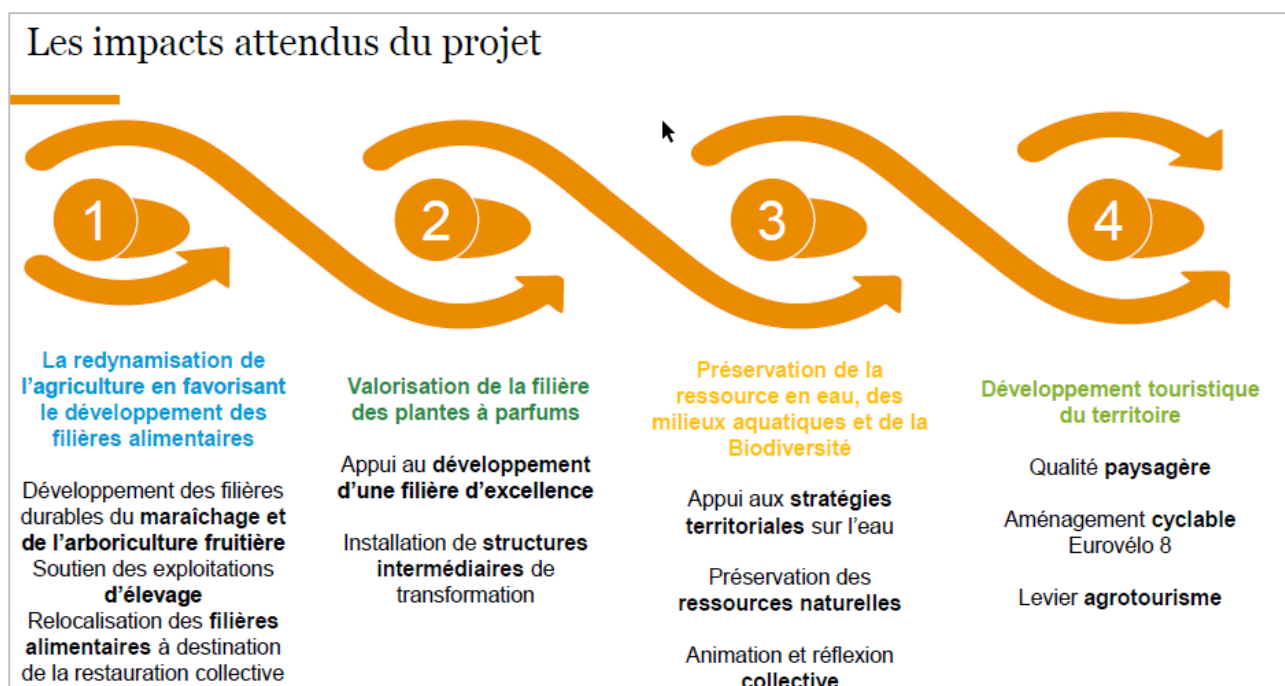 Les impacts attendus du projet
1
La redynamisation de
l'agriculture en favorisant
le développement des
filières alimentaires
Développement des filières
durables du maraîchage et
de l'arboriculture fruitière
Soutien des exploitations
d'élevage
Relocalisation des filières
alimentaires à destination
de la restauration collective
2
Valorisation de la filière
des plantes à parfums
Appui au développement
d'une filière d'excellence
Installation de structures
intermédiaires de
transformation
3
Préservation de la
ressource en eau, des
milieux aquatiques et de la
Biodiversité
Appui aux stratégies
territoriales sur l'eau
Préservation des
ressources naturelles
Animation et réflexion
collective
4
Développement touristique
du territoire
Qualité paysagère
Aménagement cyclable
Eurovélo 8
Levier agrotourisme